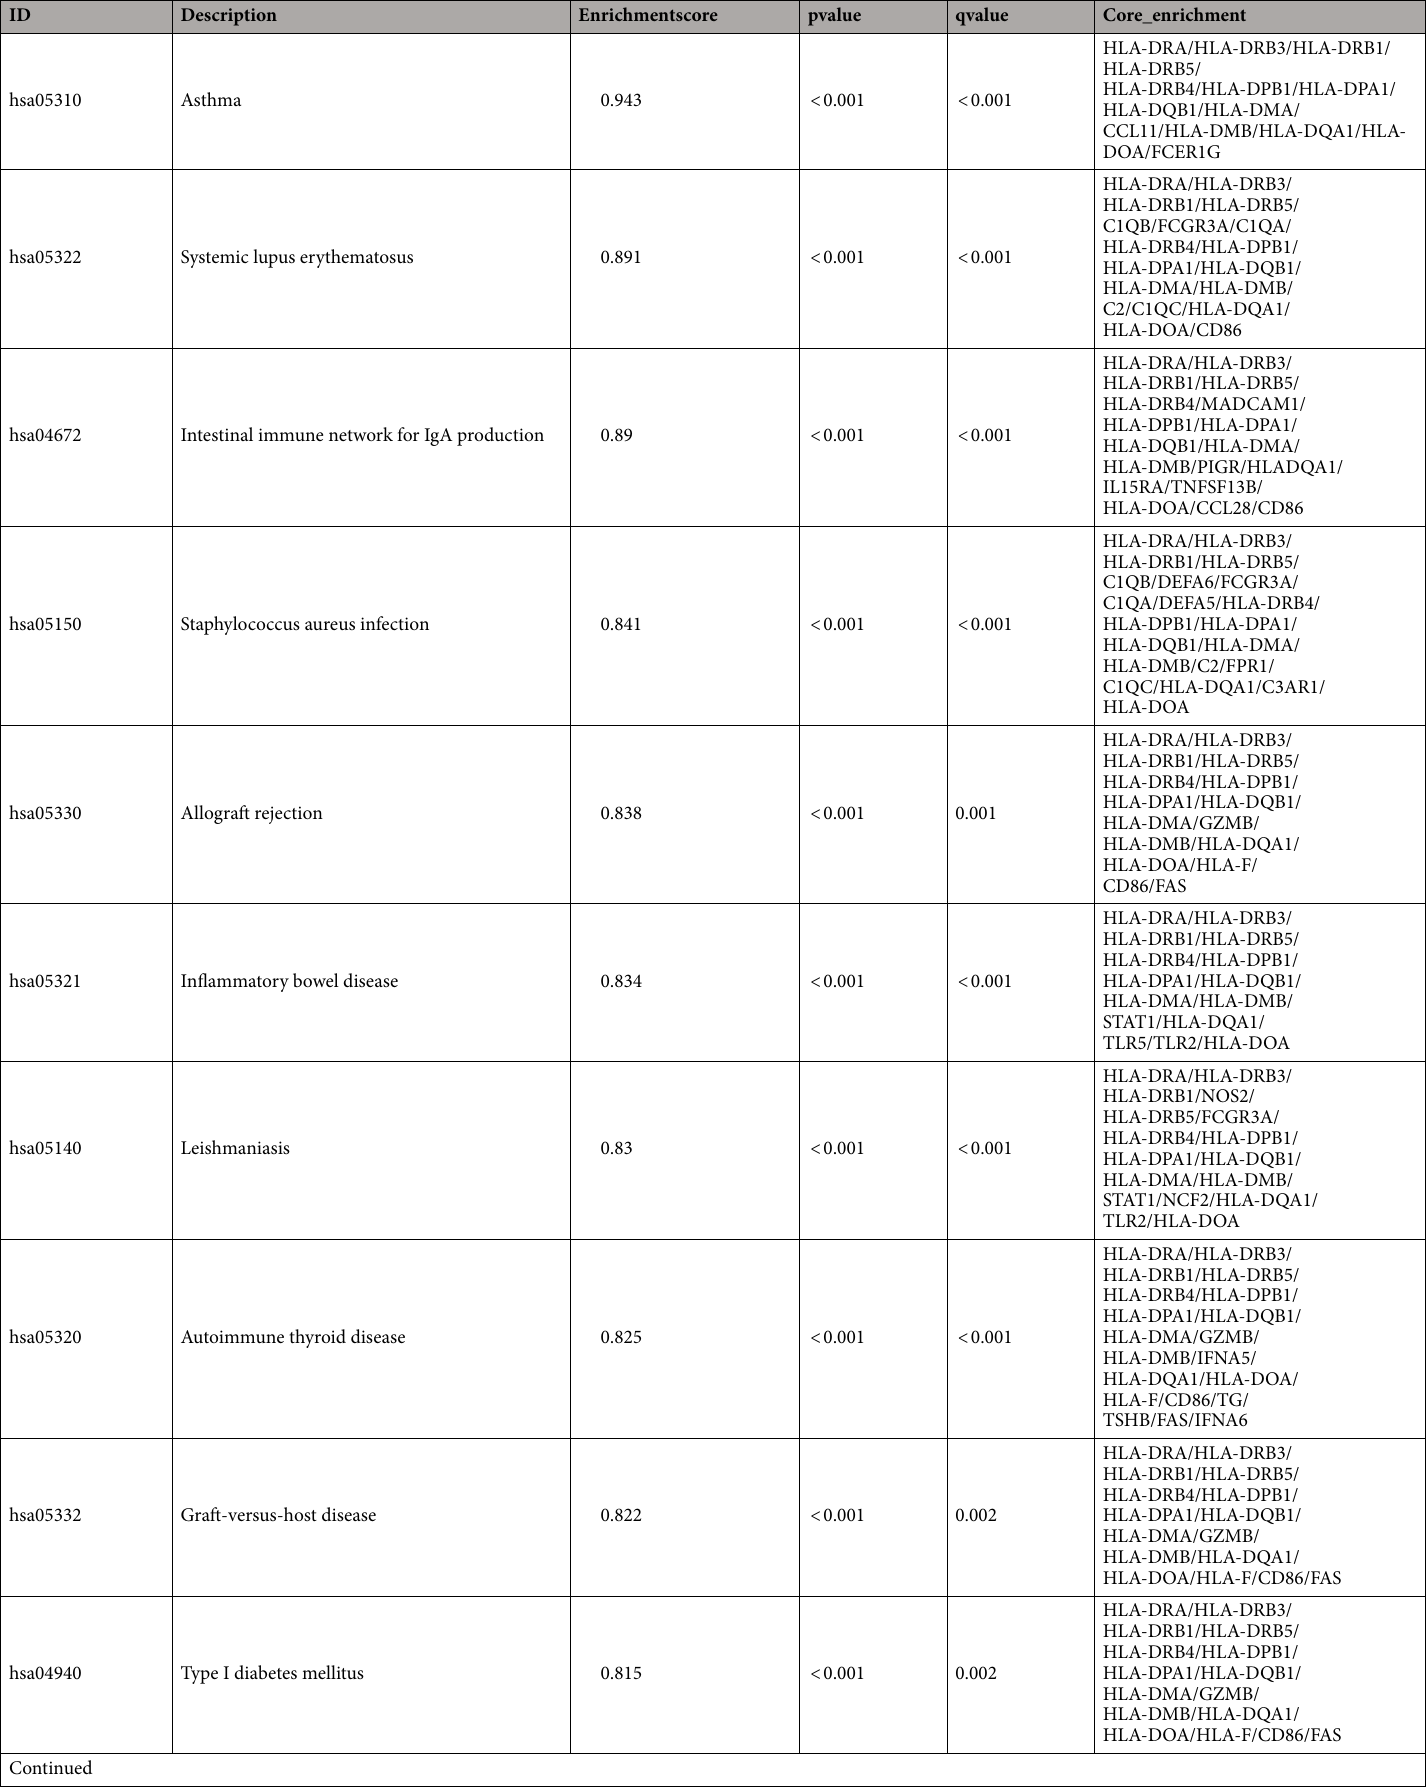 ID Description Enrichmentscore pvalue qvalue Core_enrichment
HLA-DRA/HLA-DRB3/HLA-DRB1/
HLA-DRB5/
hsa05310 Asthma 0.943 <0.001 <0.001 HLA-DRB4/HLA-DPB1/HLA-DPA1/
HLA-DQB1/HLA-DMA/
CCL11/HLA-DMB/HLA-DQA1/HLA-
DOA/FCER1G
HLA-DRA/HLA-DRB3/
HLA-DRB1/HLA-DRB5/
C1QB/FCGR3A/C1QA/
hsa05322 Systemic lupus erythematosus 0.891 <0.001 <0.001 HLA-DRB4/HLA-DPB1/
HLA-DPA1/HLA-DQB1/
HLA-DMA/HLA-DMB/
C2/C1QC/HLA-DQA1/
HLA-DOA/CD86
HLA-DRA/HLA-DRB3/
HLA-DRB1/HLA-DRB5/
HLA-DRB4/MADCAM1/
hsa04672 Intestinal immune network for IgA production 0.89 <0.001 <0.001 HLA-DPB1/HLA-DPA1/
HLA-DQB1/HLA-DMA/
HLA-DMB/PIGR/HLADQA1/
IL15RA/TNFSF13B/
HLA-DOA/CCL28/CD86
HLA-DRA/HLA-DRB3/
HLA-DRB1/HLA-DRB5/
C1QB/DEFA6/FCGR3A/
C1QA/DEFA5/HLA-DRB4/
hsa05150 Staphylococcus aureus infection 0.841 <0.001 <0.001 HLA-DPB1/HLA-DPA1/
HLA-DQB1/HLA-DMA/
HLA-DMB/C2/FPR1/
C1QC/HLA-DQA1/C3AR1/
HLA-DOA
HLA-DRA/HLA-DRB3/
HLA-DRB1/HLA-DRB5/
HLA-DRB4/HLA-DPB1/
hsa05330 Allograft rejection 0.838 <0.001 0.001 HLA-DPA1/HLA-DQB1/
HLA-DMA/GZMB/
HLA-DMB/HLA-DQA1/
HLA-DOA/HLA-F/
CD86/FAS
HLA-DRA/HLA-DRB3/
HLA-DRB1/HLA-DRB5/
HLA-DRB4/HLA-DPB1/
hsa05321 Inflammatory bowel disease 0.834 <0.001 <0.001 HLA-DPA1/HLA-DQB1/
HLA-DMA/HLA-DMB/
STAT1/HLA-DQA1/
TLR5/TLR2/HLA-DOA
HLA-DRA/HLA-DRB3/
HLA-DRB1/NOS2/
HLA-DRB5/FCGR3A/
hsa05140 Leishmaniasis 0.83 <0.001 <0.001 HLA-DRB4/HLA-DPB1/
HLA-DPA1/HLA-DQB1/
HLA-DMA/HLA-DMB/
STAT1/NCF2/HLA-DQA1/
TLR2/HLA-DOA
HLA-DRA/HLA-DRB3/
HLA-DRB1/HLA-DRB5/
HLA-DRB4/HLA-DPB1/
HLA-DPA1/HLA-DQB1/
hsa05320 Autoimmune thyroid disease 0.825 <0.001 <0.001 HLA-DMA/GZMB/
HLA-DMB/IFNA5/
HLA-DQA1/HLA-DOA/
HLA-F/CD86/TG/
TSHB/FAS/IFNA6
HLA-DRA/HLA-DRB3/
HLA-DRB1/HLA-DRB5/
HLA-DRB4/HLA-DPB1/
hsa05332 Graft-versus-host disease 0.822 <0.001 0.002 HLA-DPA1/HLA-DQB1/
HLA-DMA/GZMB/
HLA-DMB/HLA-DQA1/
HLA-DOA/HLA-F/CD86/FAS
HLA-DRA/HLA-DRB3/
HLA-DRB1/HLA-DRB5/
HLA-DRB4/HLA-DPB1/
hsa04940 Type I diabetes mellitus 0.815 <0.001 0.002 HLA-DPA1/HLA-DQB1/
HLA-DMA/GZMB/
HLA-DMB/HLA-DQA1/
HLA-DOA/HLA-F/CD86/FAS
Continued